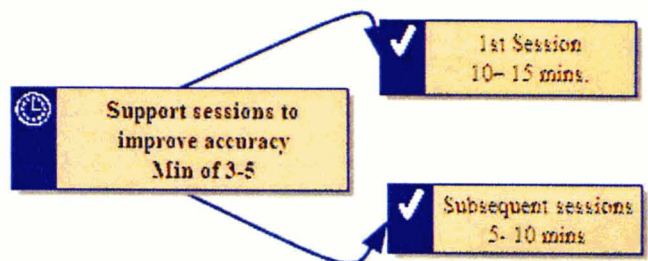 Support sessions to
improve accuracy
Min of 3-5
1st Session
10– 15 mins.
Subsequent sessions
5- 10 mins